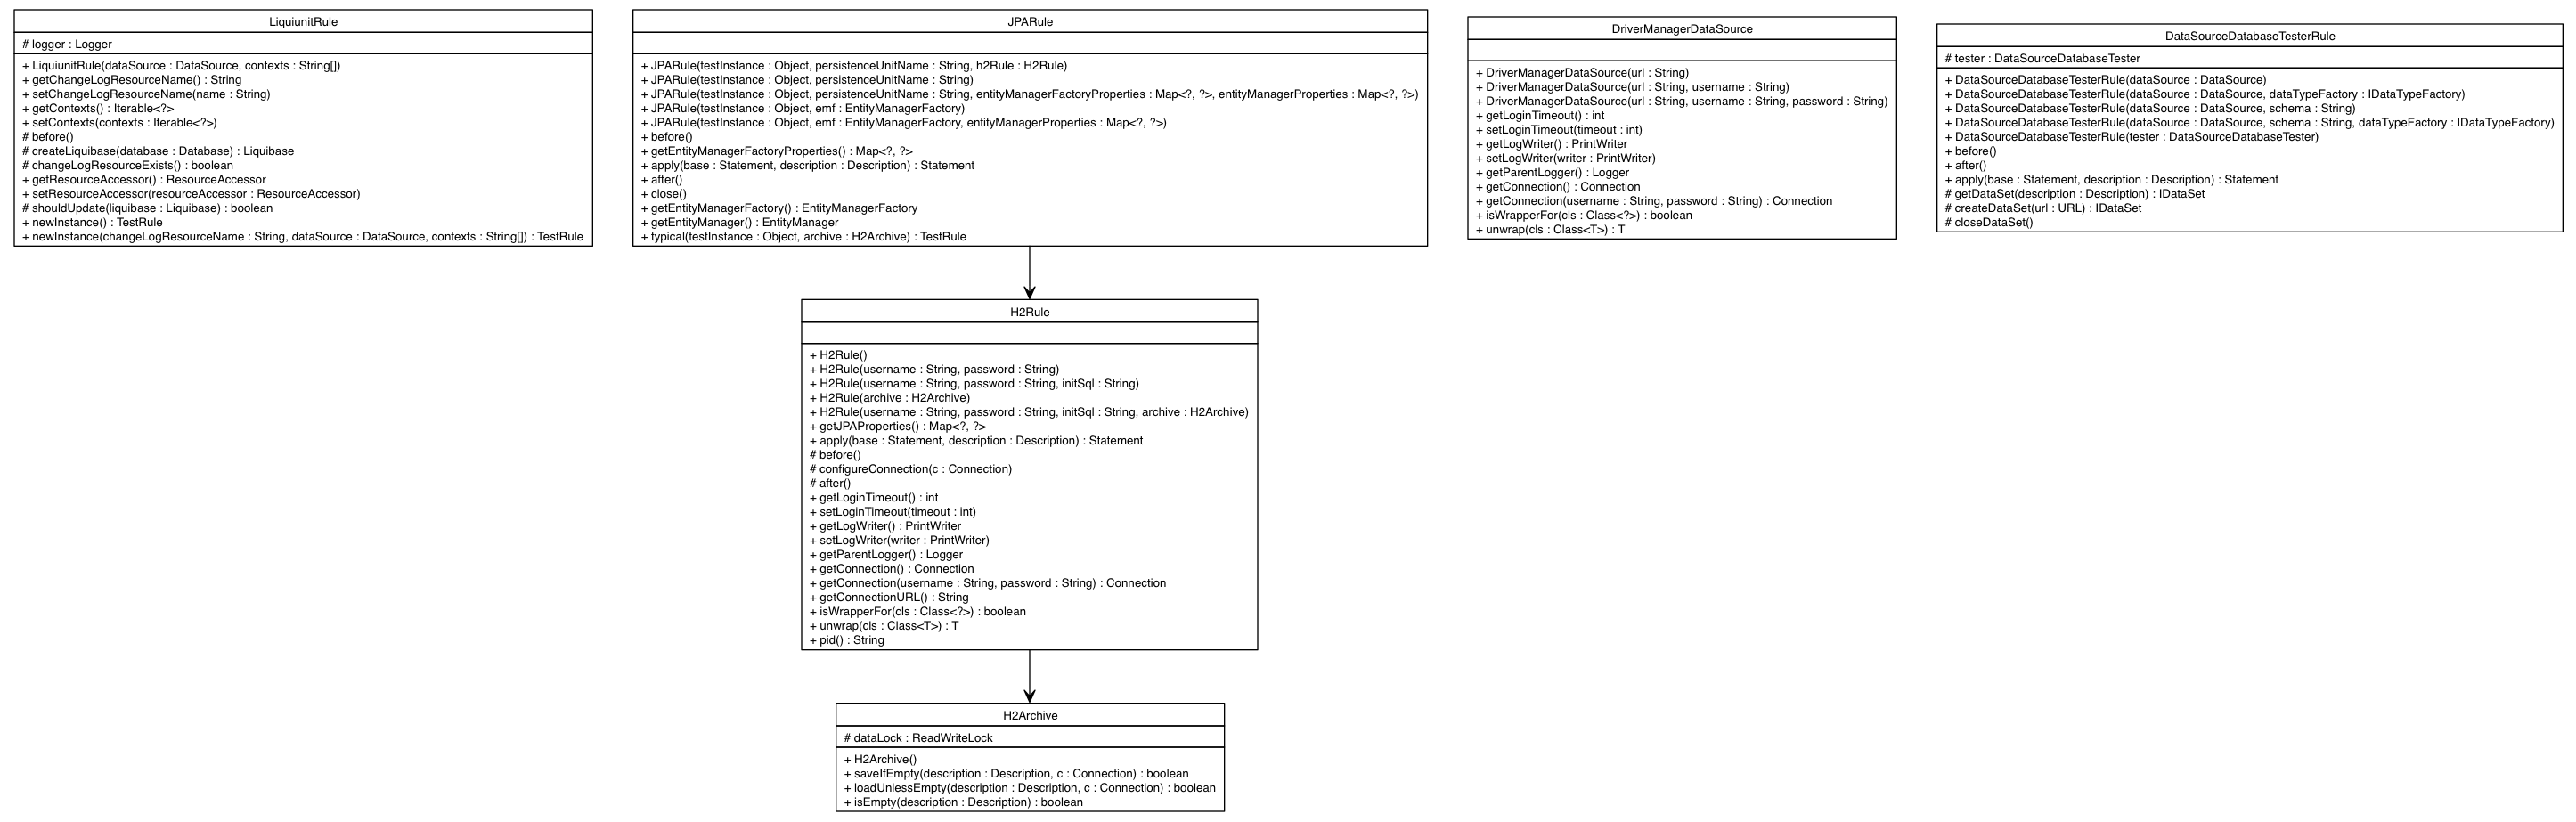 LiquiunitRule
# logger : Logger
+ LiquiunitRule(dataSource : DataSource, contexts : String[])
+ getChangeLogResourceName() : String
+ setChangeLogResourceName(name : String)
+ getContexts() : Iterable<?>
+ setContexts(contexts : Iterable<?>)
# before()
# createLiquibase(database : Database) : Liquibase
# changeLogResourceExists() : boolean
+ getResourceAccessor() : ResourceAccessor
+ setResourceAccessor(resourceAccessor : ResourceAccessor)
# shouldUpdate(liquibase : Liquibase) : boolean
+ newInstance() : TestRule
+ newInstance(changeLogResourceName : String, dataSource : DataSource, contexts : String[]) : TestRule
JPARule
+ JPARule(testInstance : Object, persistenceUnitName : String, h2Rule : H2Rule)
+ JPARule(testInstance : Object, persistenceUnitName : String)
+ JPARule(testInstance : Object, persistenceUnitName : String, entityManagerFactoryProperties : Map<?, ?>, entityManagerProperties : Map<?, ?>)
+ JPARule(testInstance : Object, emf : EntityManagerFactory)
+ JPARule(testInstance : Object, emf : EntityManagerFactory, entityManagerProperties : Map<?, ?>)
+ before()
+ getEntityManagerFactoryProperties() : Map<?, ?>
+ apply(base : Statement, description : Description) : Statement
+ after()
+ close()
+ getEntityManagerFactory() : EntityManagerFactory
+ getEntityManager() : EntityManager
+ typical(testInstance : Object, archive : H2Archive) : TestRule
DriverManagerDataSource
+ DriverManagerDataSource(url : String)
+ DriverManagerDataSource(url : String, username : String)
+ DriverManagerDataSource(url : String, username : String, password : String)
+ getLoginTimeout() : int
+ setLoginTimeout(timeout : int)
+ getLogWriter() : PrintWriter
+ setLogWriter(writer : PrintWriter)
+ getParentLogger() : Logger
+ getConnection() : Connection
+ getConnection(username : String, password : String) : Connection
+ isWrapperFor(cls : Class<?>) : boolean
+ unwrap(cls : Class<T>) : T
DataSourceDatabaseTesterRule
# tester : DataSourceDatabaseTester
+ DataSourceDatabaseTesterRule(dataSource : DataSource)
+ DataSourceDatabaseTesterRule(dataSource : DataSource, dataTypeFactory : IDataTypeFactory)
+ DataSourceDatabaseTesterRule(dataSource : DataSource, schema : String)
+ DataSourceDatabaseTesterRule(dataSource : DataSource, schema : String, dataTypeFactory : IDataTypeFactory)
+ DataSourceDatabaseTesterRule(tester : DataSourceDatabaseTester)
+ before()
+ after()
+ apply(base : Statement, description : Description) : Statement
# getDataSet(description : Description) : IDataSet
# createDataSet(url : URL) : IDataSet
# closeDataSet()
H2Rule
+ H2Rule()
+ H2Rule(username : String, password : String)
+ H2Rule(username : String, password : String, initSql : String)
+ H2Rule(archive : H2Archive)
+ H2Rule(username : String, password : String, initSql : String, archive : H2Archive)
+ getJPAProperties() : Map<?, ?>
+ apply(base : Statement, description : Description) : Statement
# before()
# configureConnection(c : Connection)
# after()
+ getLoginTimeout() : int
+ setLoginTimeout(timeout : int)
+ getLogWriter() : PrintWriter
+ setLogWriter(writer : PrintWriter)
+ getParentLogger() : Logger
+ getConnection() : Connection
+ getConnection(username : String, password : String) : Connection
+ getConnectionURL() : String
+ isWrapperFor(cls : Class<?>) : boolean
+ unwrap(cls : Class<T>) : T
+ pid() : String
H2Archive
# dataLock : ReadWriteLock
+ H2Archive()
+ saveIfEmpty(description : Description, c : Connection) : boolean
+ loadUnlessEmpty(description : Description, c : Connection) : boolean
+ isEmpty(description : Description) : boolean